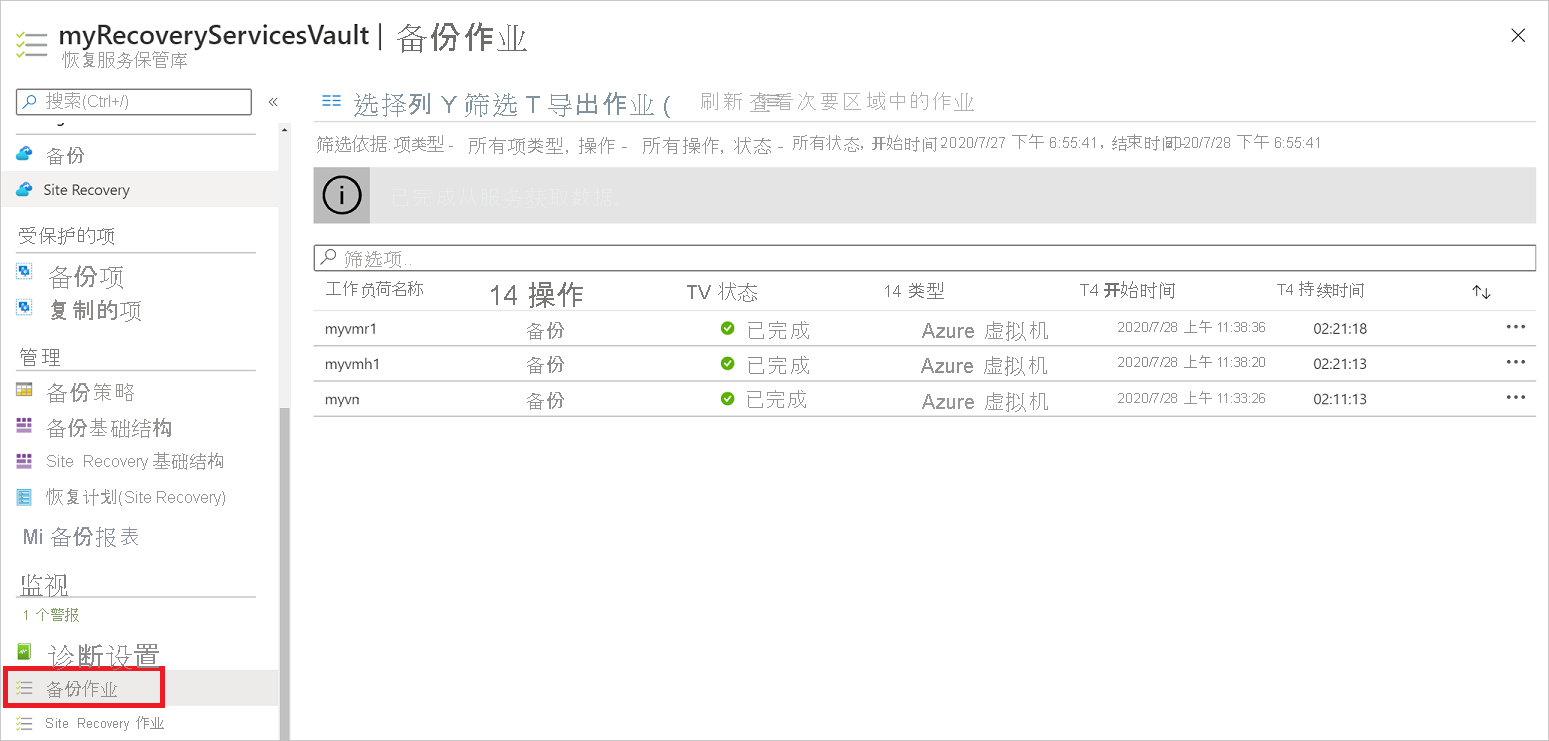 myRecoveryServicesVault | 备份作业
恢复服务保管库
搜索(Ctrl+/)
«
备份
Site Recovery
受保护的项
备份项
复制的项
管理
备份策略
备份基础结构
Site Recovery 基础结构
恢复计划(Site Recovery)
Mi 备份报表
监视
1 个警报
诊断设置
备份作业
Site Recovery 作业
选择列 Y 筛选 T 导出作业 ( 刷新 查看次要区域中的作业
筛选依据:项类型 - 所有项类型, 操作 - 所有操作, 状态 - 所有状态, 开始时间 2020/7/27 下午 6:55:41, 结束时间 2020/7/28 下午 6:55:41
已完成从服务获取数据。
筛选项..
工作负荷名称 14 操作 TV 状态 14 类型 T4 开始时间 T4 持续时间
myvmr1 备份 已完成 Azure 虚拟机 2020/7/28 上午 11:38:36 02:21:18 ...
myvmh1 备份 已完成 Azure 虚拟机 2020/7/28 上午 11:38:20 02:21:13 ...
myvn 备份 已完成 Azure 虚拟机 2020/7/28 上午 11:33:26 02:11:13 ...